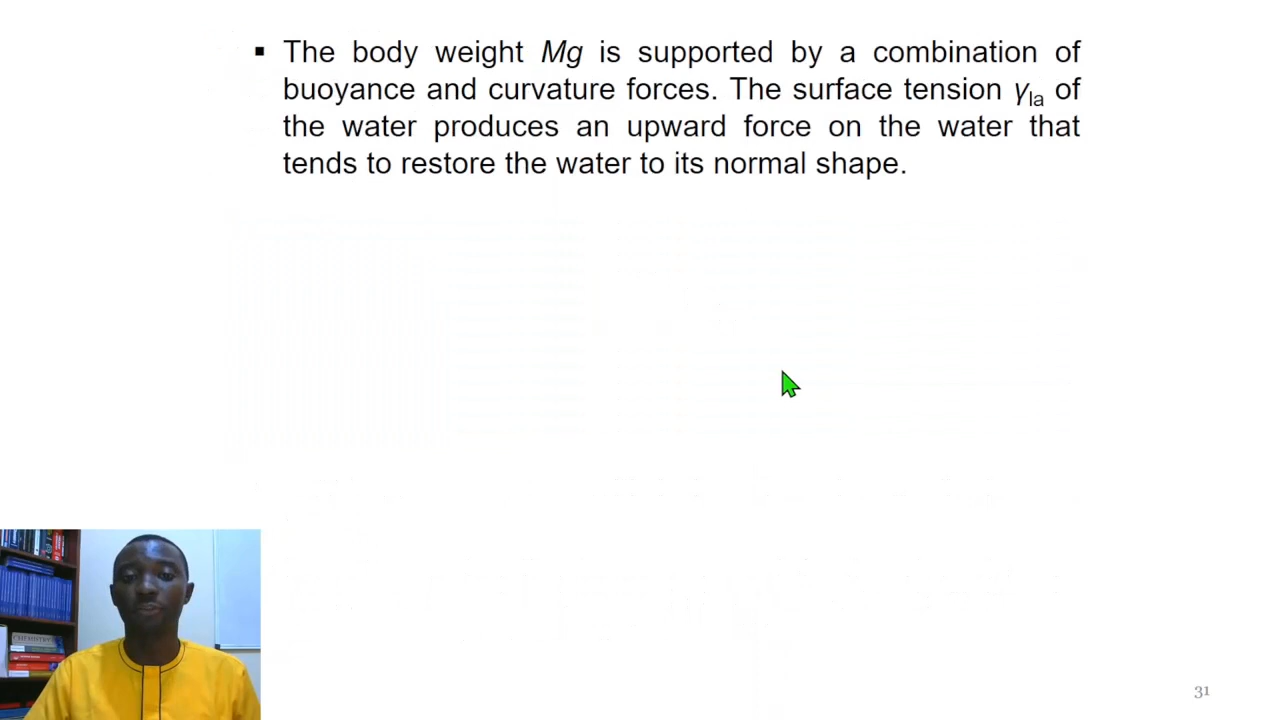 ▪ The body weight Mg is supported by a combination of
buoyance and curvature forces. The surface tension γla of
the water produces an upward force on the water that
tends to restore the water to its normal shape.
CHEMISTRY
31